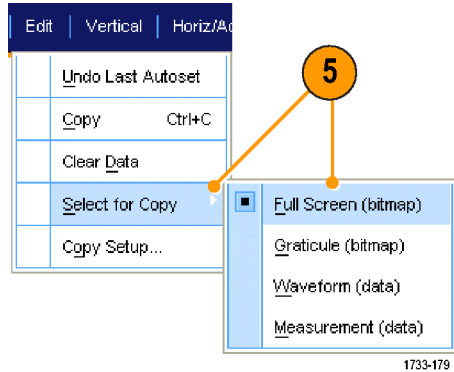 Edit | Vertical | Horiz/Ac
Undo Last Autoset
5
Copy Ctrl+C
Clear Data
Select for Copy
Full Screen (bitmap)
Copy Setup...
Graticule (bitmap)
Waveform (data)
Measurement (data)
1733-179